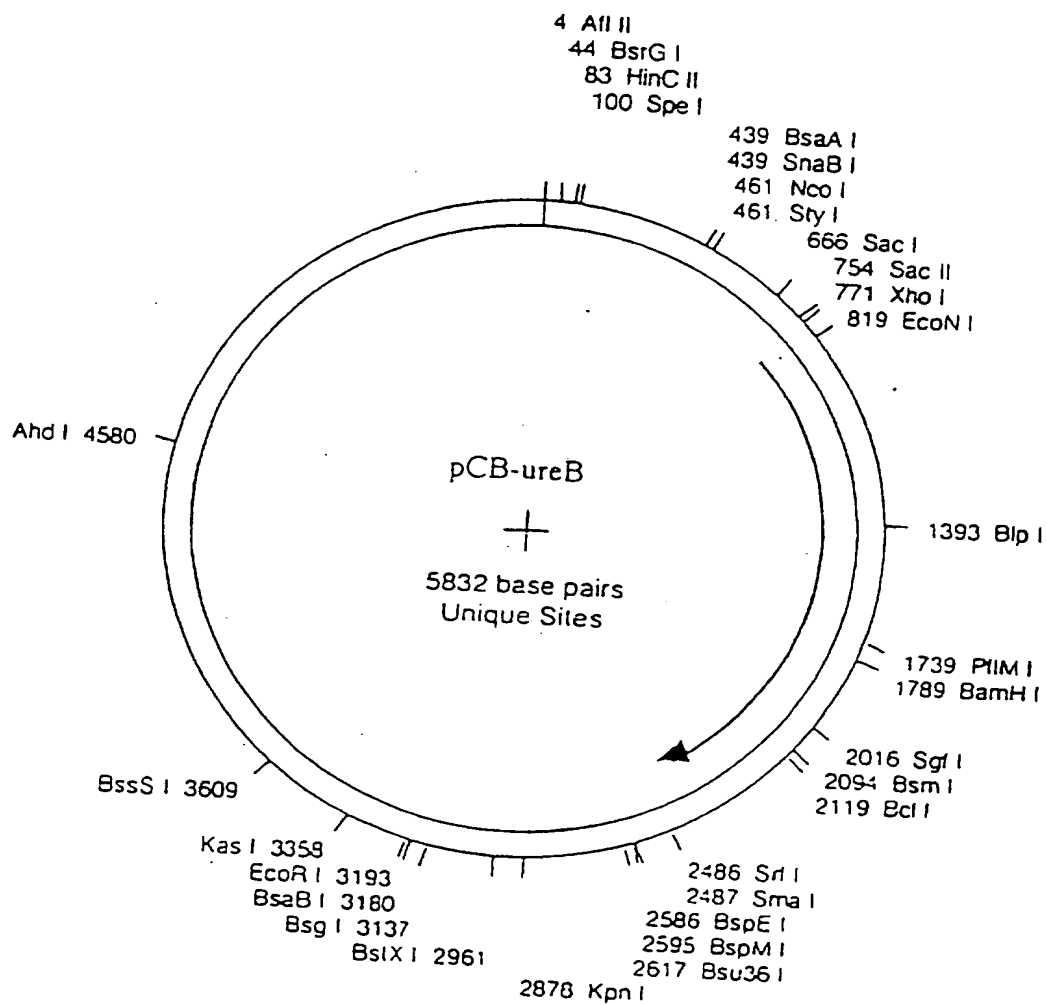 4 Afl II
44 BsrG I
83 HinC II
100 Spe I
439 BsaA I
439 SnaB I
461 Nco I
461 Sty I
666 Sac I
754 Sac II
771 Xho I
819 EcoN I
Ahd I 4580
pCB-ureB
5832 base pairs
Unique Sites
1393 Blp I
1739 PflM I
1789 BamH I
2016 Sgf I
2094 Bsm I
2119 Bcl I
BssS I 3609
Kas I 3358
EcoR I 3193
BsaB I 3180
Bsg I 3137
BstX I 2961
2486 Srf I
2487 Sma I
2586 BspE I
2595 BspM I
2617 Bsu36 I
2878 Kpn I